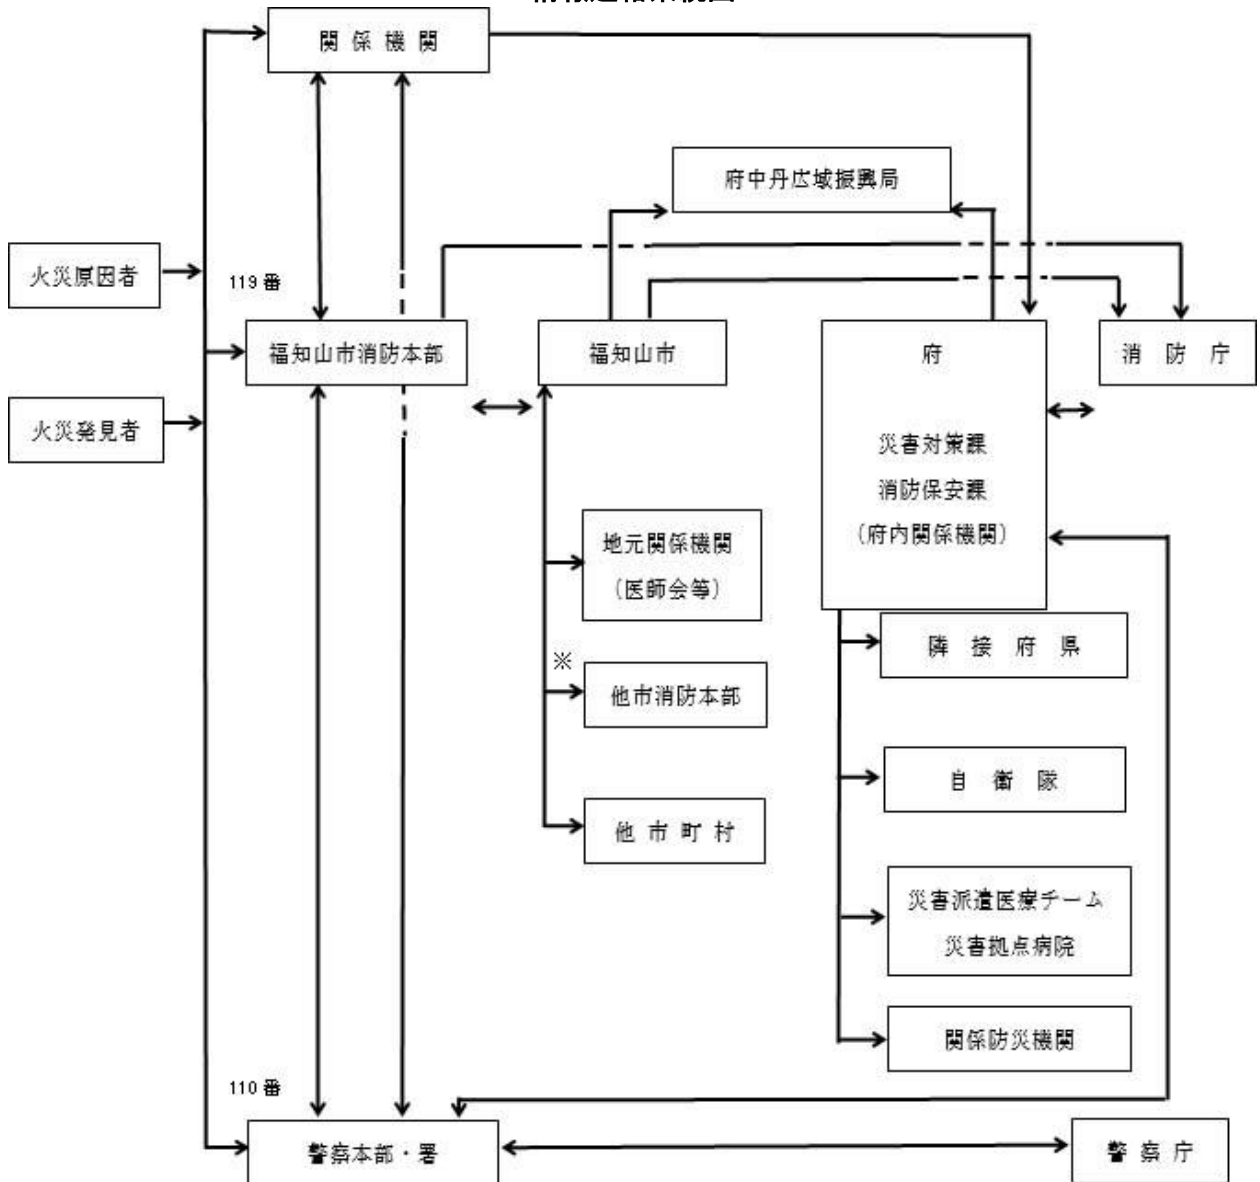 関係機関
府中丹広域振興局
火災原因者
119番
福知山市消防本部
福知山市
府
消防庁
火災発見者
災害対策課
消防保安課
(府内関係機関)
地元関係機関
(医師会等)
隣接府県
※
他市消防本部
自衛隊
他市町村
災害派遣医療チーム
災害拠点病院
関係防災機関
110番
警察本部・署
警察庁